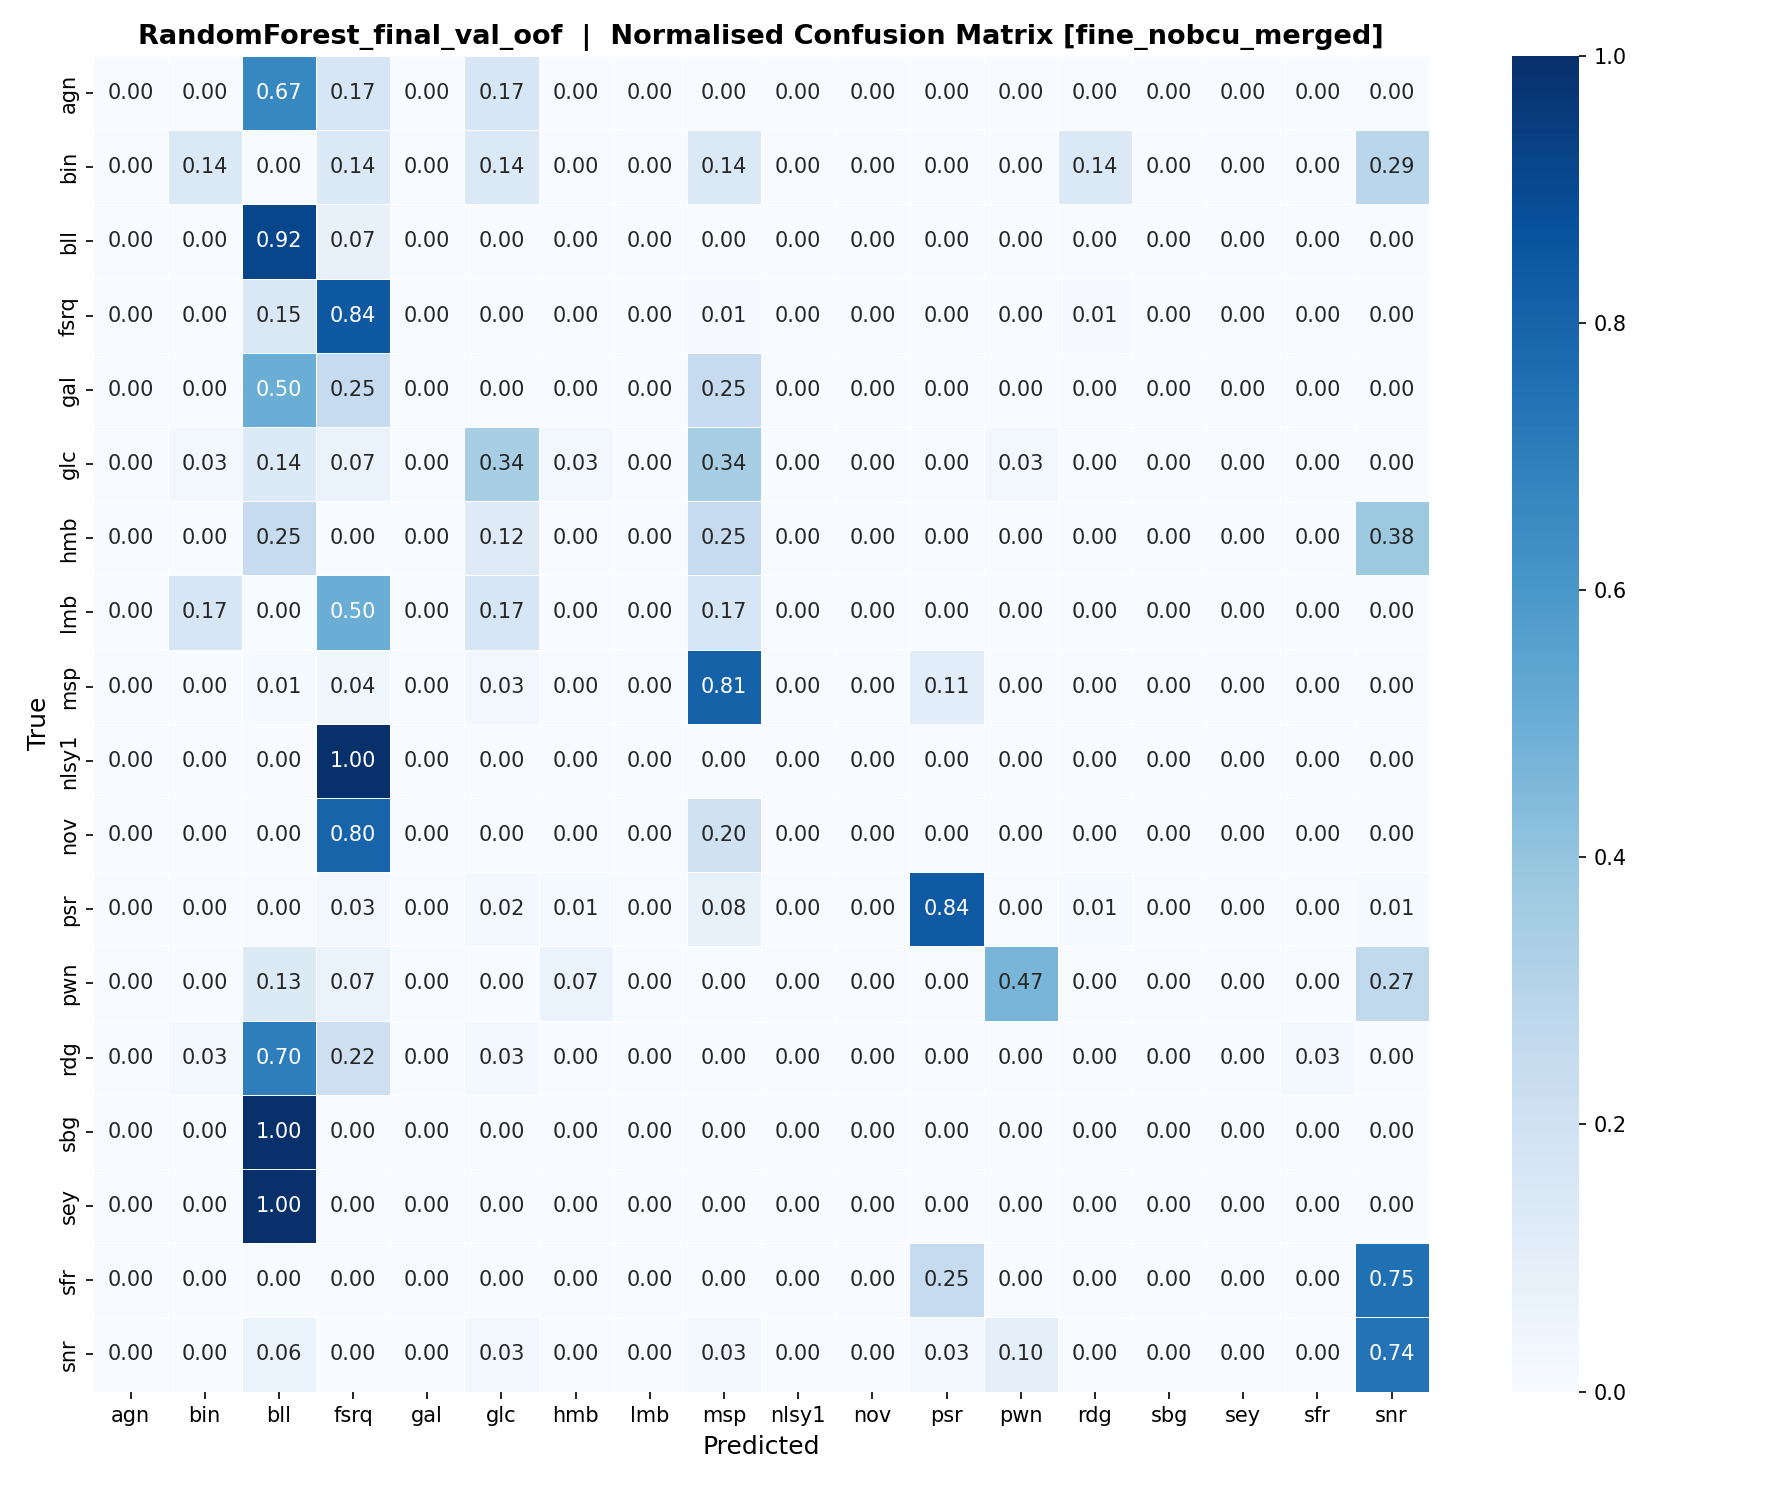 RandomForest_final_val_oof | Normalised Confusion Matrix [fine_nobcu_merged]
agn 0.00 0.00 0.67 0.17 0.00 0.17 0.00 0.00 0.00 0.00 0.00 0.00 0.00 0.00 0.00 0.00 0.00 0.00
bin 0.00 0.14 0.00 0.14 0.00 0.14 0.00 0.00 0.14 0.00 0.00 0.00 0.00 0.14 0.00 0.00 0.00 0.29
bll 0.00 0.00 0.92 0.07 0.00 0.00 0.00 0.00 0.00 0.00 0.00 0.00 0.00 0.00 0.00 0.00 0.00 0.00
fsrq 0.00 0.00 0.15 0.84 0.00 0.00 0.00 0.00 0.01 0.00 0.00 0.00 0.00 0.01 0.00 0.00 0.00 0.00
gal 0.00 0.00 0.50 0.25 0.00 0.00 0.00 0.00 0.25 0.00 0.00 0.00 0.00 0.00 0.00 0.00 0.00 0.00
glc 0.00 0.03 0.14 0.07 0.00 0.34 0.03 0.00 0.34 0.00 0.00 0.00 0.03 0.00 0.00 0.00 0.00 0.00
hmb 0.00 0.00 0.25 0.00 0.00 0.12 0.00 0.00 0.25 0.00 0.00 0.00 0.00 0.00 0.00 0.00 0.00 0.38
lmb 0.00 0.17 0.00 0.50 0.00 0.17 0.00 0.00 0.17 0.00 0.00 0.00 0.00 0.00 0.00 0.00 0.00 0.00
msp 0.00 0.00 0.01 0.04 0.00 0.03 0.00 0.00 0.81 0.00 0.00 0.11 0.00 0.00 0.00 0.00 0.00 0.00
nlsy1 0.00 0.00 0.00 1.00 0.00 0.00 0.00 0.00 0.00 0.00 0.00 0.00 0.00 0.00 0.00 0.00 0.00 0.00
nov 0.00 0.00 0.00 0.80 0.00 0.00 0.00 0.00 0.20 0.00 0.00 0.00 0.00 0.00 0.00 0.00 0.00 0.00
psr 0.00 0.00 0.00 0.03 0.00 0.02 0.01 0.00 0.08 0.00 0.00 0.84 0.00 0.01 0.00 0.00 0.00 0.01
pwn 0.00 0.00 0.13 0.07 0.00 0.00 0.07 0.00 0.00 0.00 0.00 0.00 0.47 0.00 0.00 0.00 0.00 0.27
rdg 0.00 0.03 0.70 0.22 0.00 0.03 0.00 0.00 0.00 0.00 0.00 0.00 0.00 0.00 0.00 0.00 0.03 0.00
sbg 0.00 0.00 1.00 0.00 0.00 0.00 0.00 0.00 0.00 0.00 0.00 0.00 0.00 0.00 0.00 0.00 0.00 0.00
sey 0.00 0.00 1.00 0.00 0.00 0.00 0.00 0.00 0.00 0.00 0.00 0.00 0.00 0.00 0.00 0.00 0.00 0.00
sfr 0.00 0.00 0.00 0.00 0.00 0.00 0.00 0.00 0.00 0.00 0.00 0.25 0.00 0.00 0.00 0.00 0.00 0.75
snr 0.00 0.00 0.06 0.00 0.00 0.03 0.00 0.00 0.03 0.00 0.00 0.03 0.10 0.00 0.00 0.00 0.00 0.74
agn bin bll fsrq gal glc hmb lmb msp nlsy1 nov psr pwn rdg sbg sey sfr snr
Predicted
True
1.0
0.8
0.6
0.4
0.2
0.0